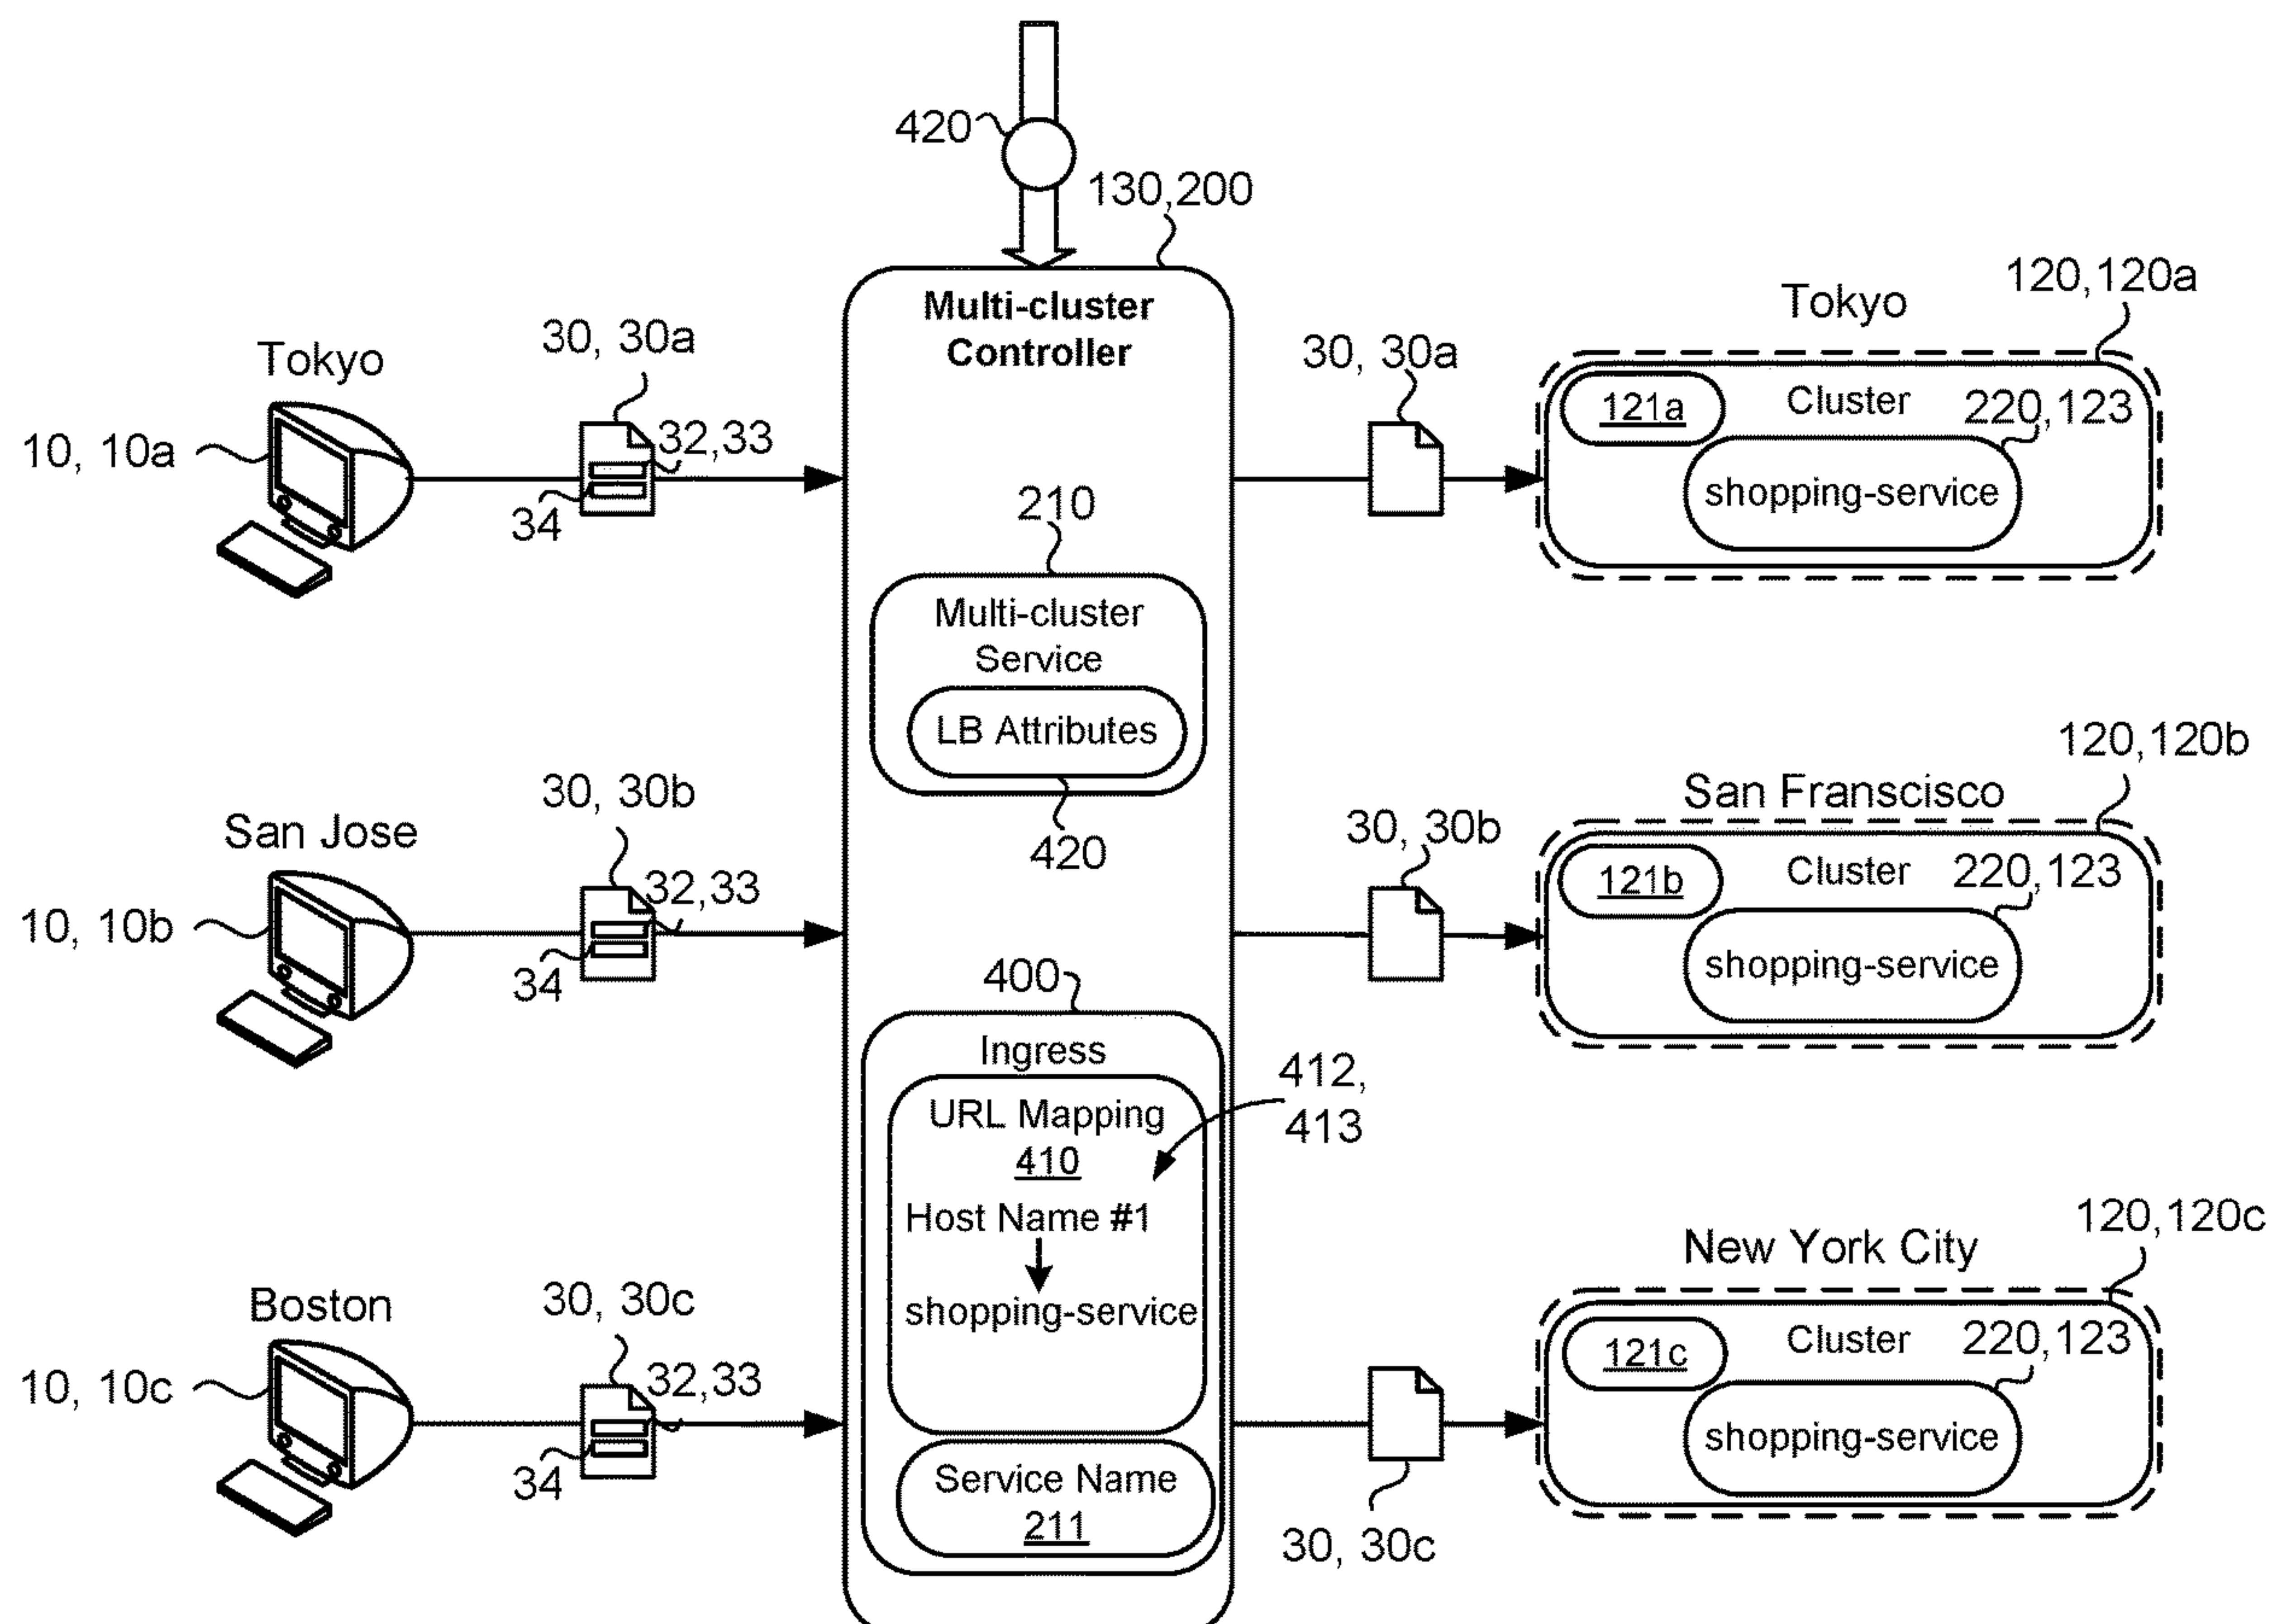 420
130,200
Multi-cluster
Controller
Tokyo
30, 30a
10, 10a
32,33
34
30, 30a
Tokyo
120,120a
121a
Cluster
220,123
shopping-service
210
Multi-cluster
Service
LB Attributes
420
San Jose
30, 30b
10, 10b
32,33
34
30, 30b
San Franscisco
120,120b
121b
Cluster
220,123
shopping-service
400
Ingress
URL Mapping
410
412,
413
Host Name #1
shopping-service
Service Name
211
Boston
30, 30c
10, 10c
32,33
34
30, 30c
New York City
120,120c
121c
Cluster
220,123
shopping-service